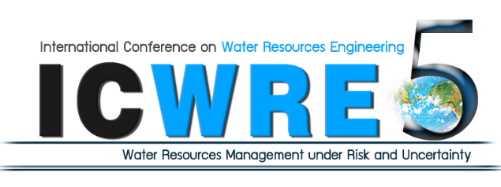 International Conference on Water Resources Engineering
ICWRE5
Water Resources Management under Risk and Uncertainty